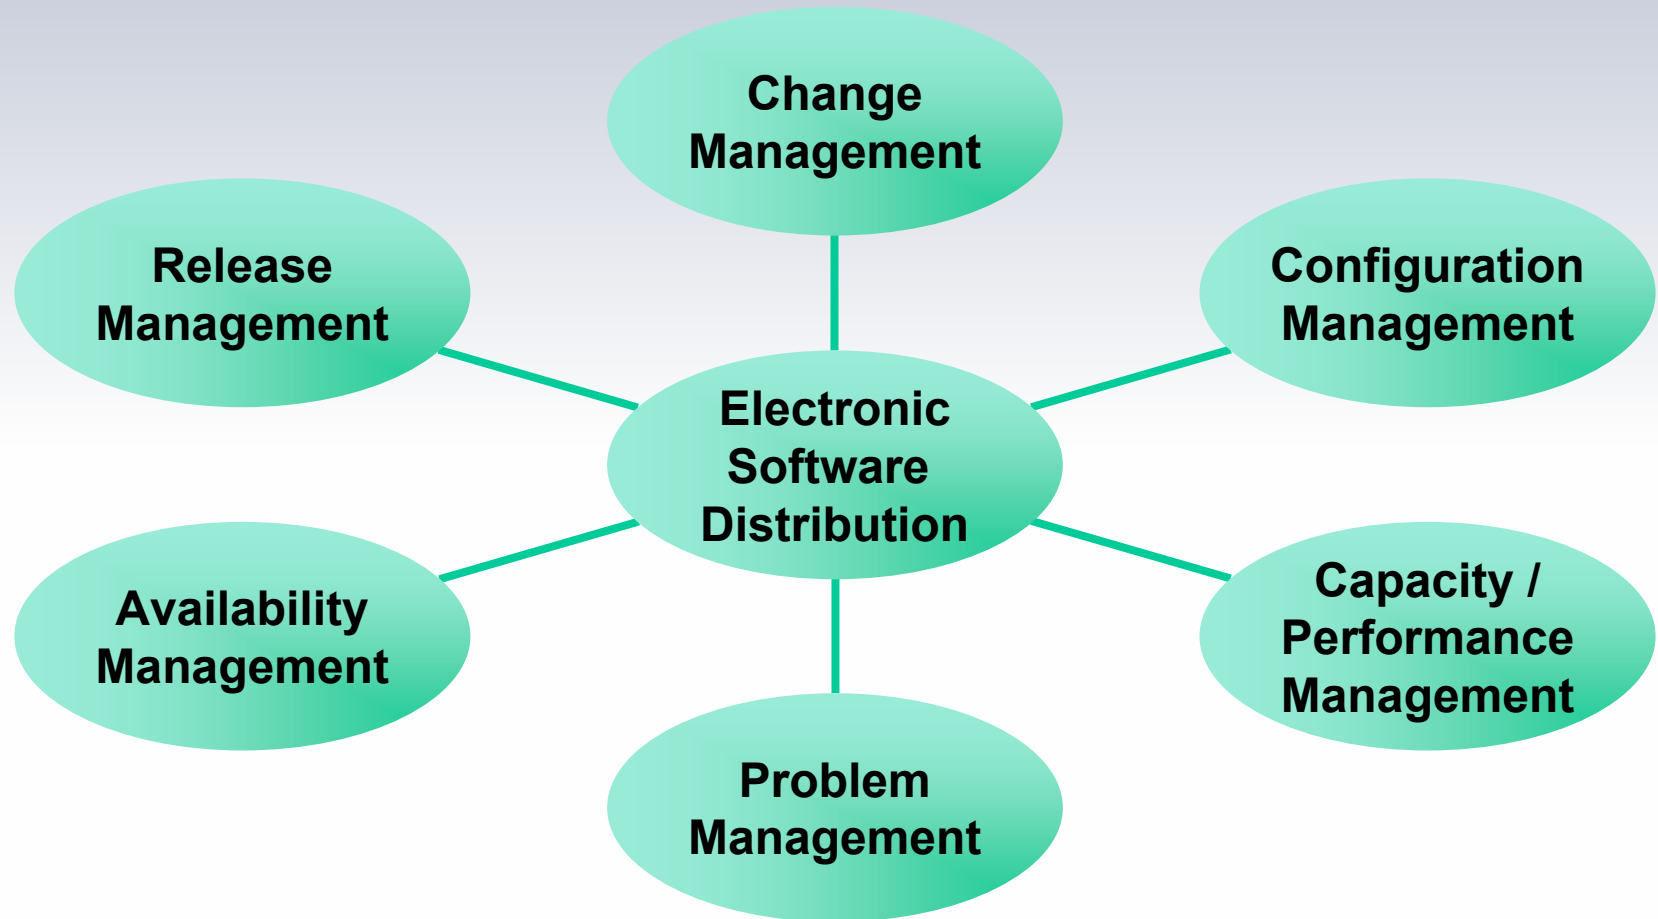 Change
Management
Release
Management
Configuration
Management
Electronic
Software
Distribution
Availability
Management
Capacity /
Performance
Management
Problem
Management